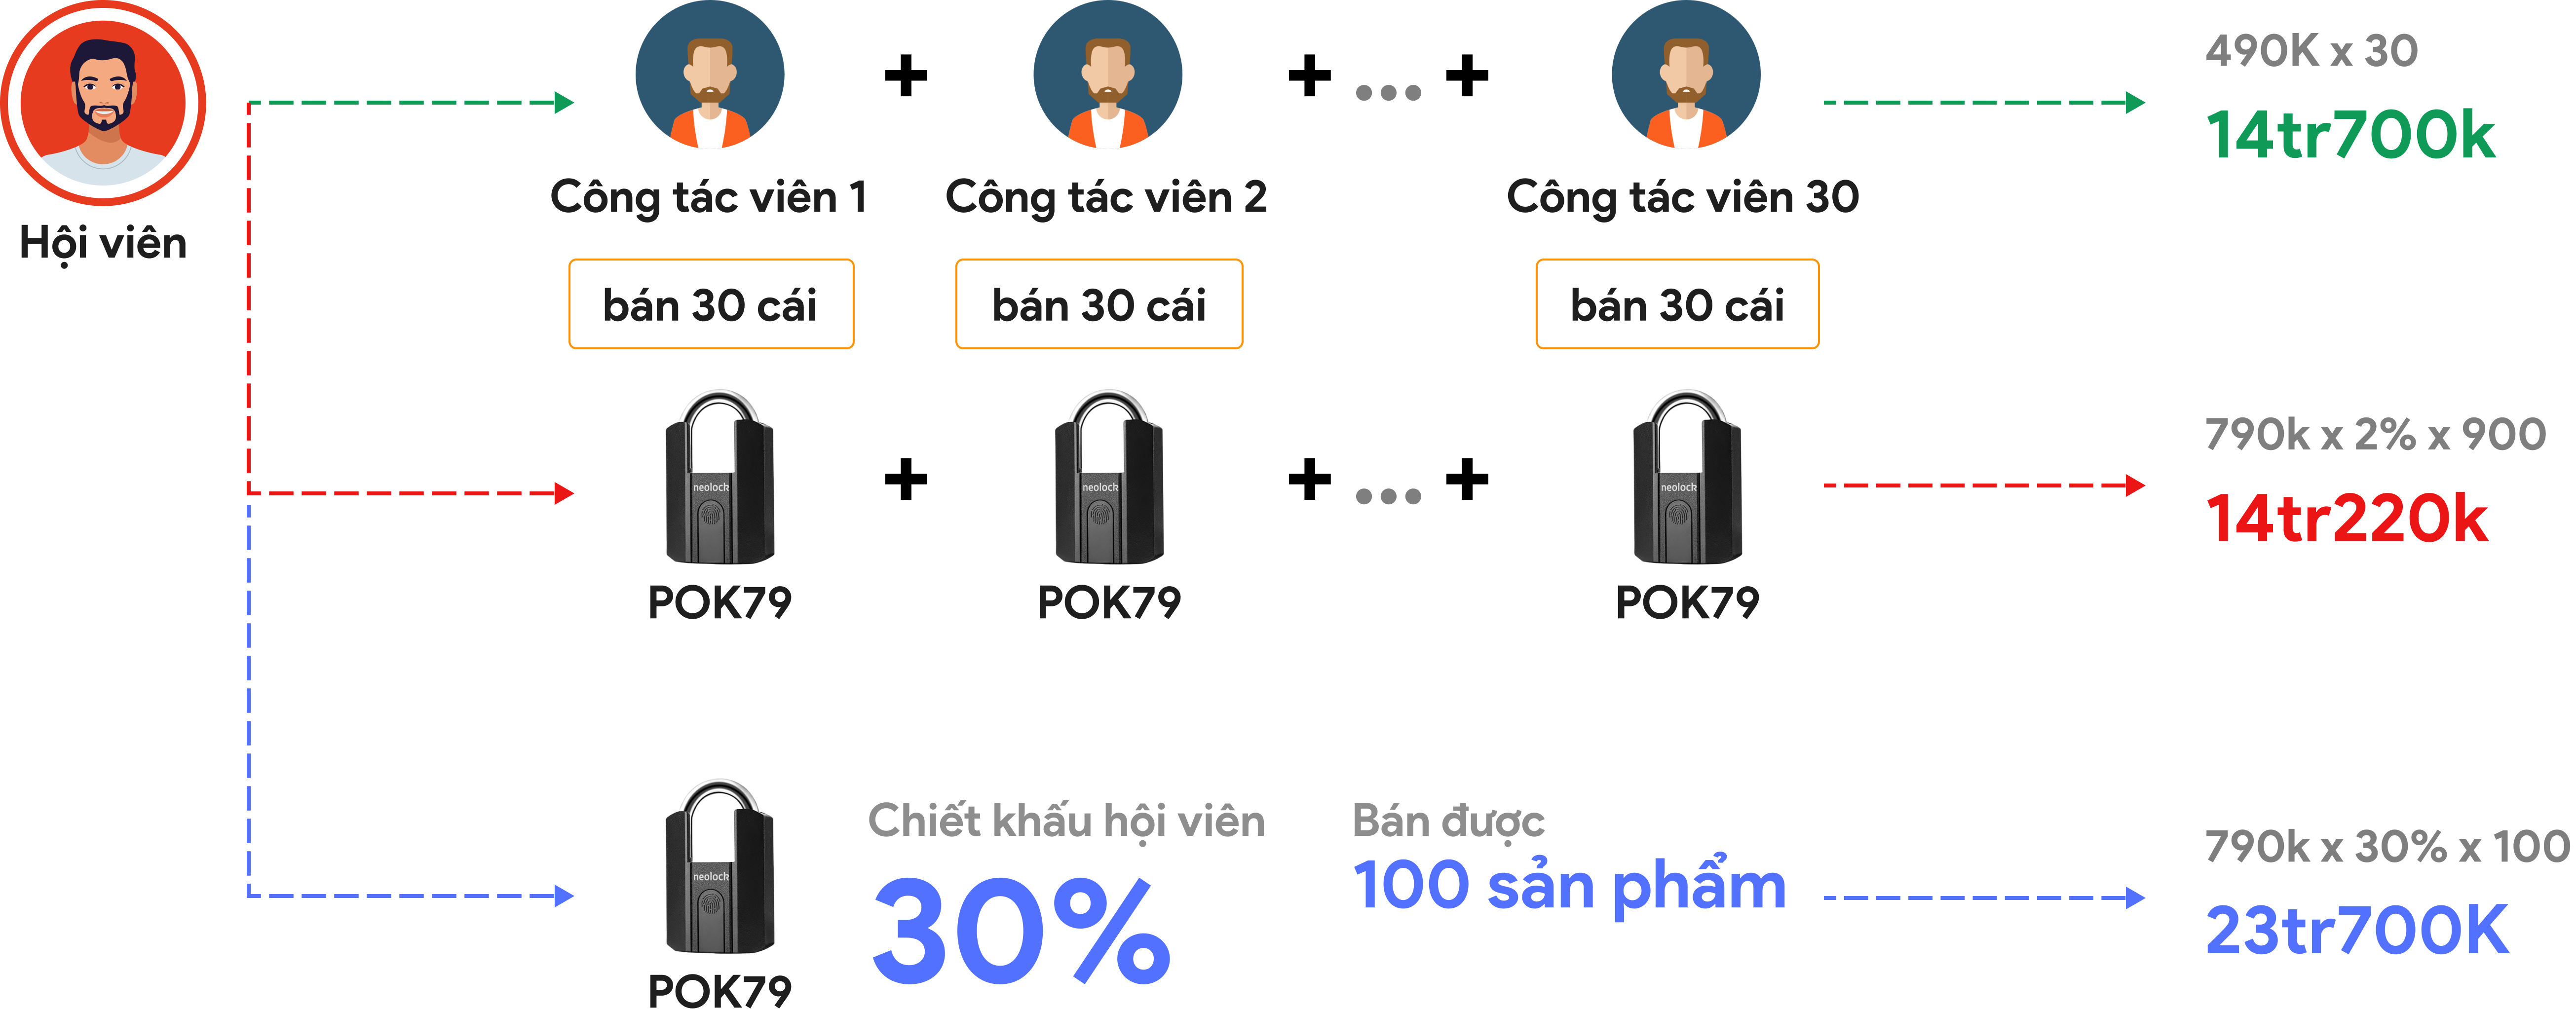 Hội viên
+
+
...
+
490K x 30
14tr700k
Công tác viên 1
Công tác viên 2
Công tác viên 30
bán 30 cái
bán 30 cái
bán 30 cái
neolock
neolock
neolock
+
+
...
+
790k x 2% x 900
14tr220k
POK79
POK79
POK79
neolock
POK79
Chiết khấu hội viên
30%
Bán được
100 sản phẩm
790k x 30% x 100
23tr700K